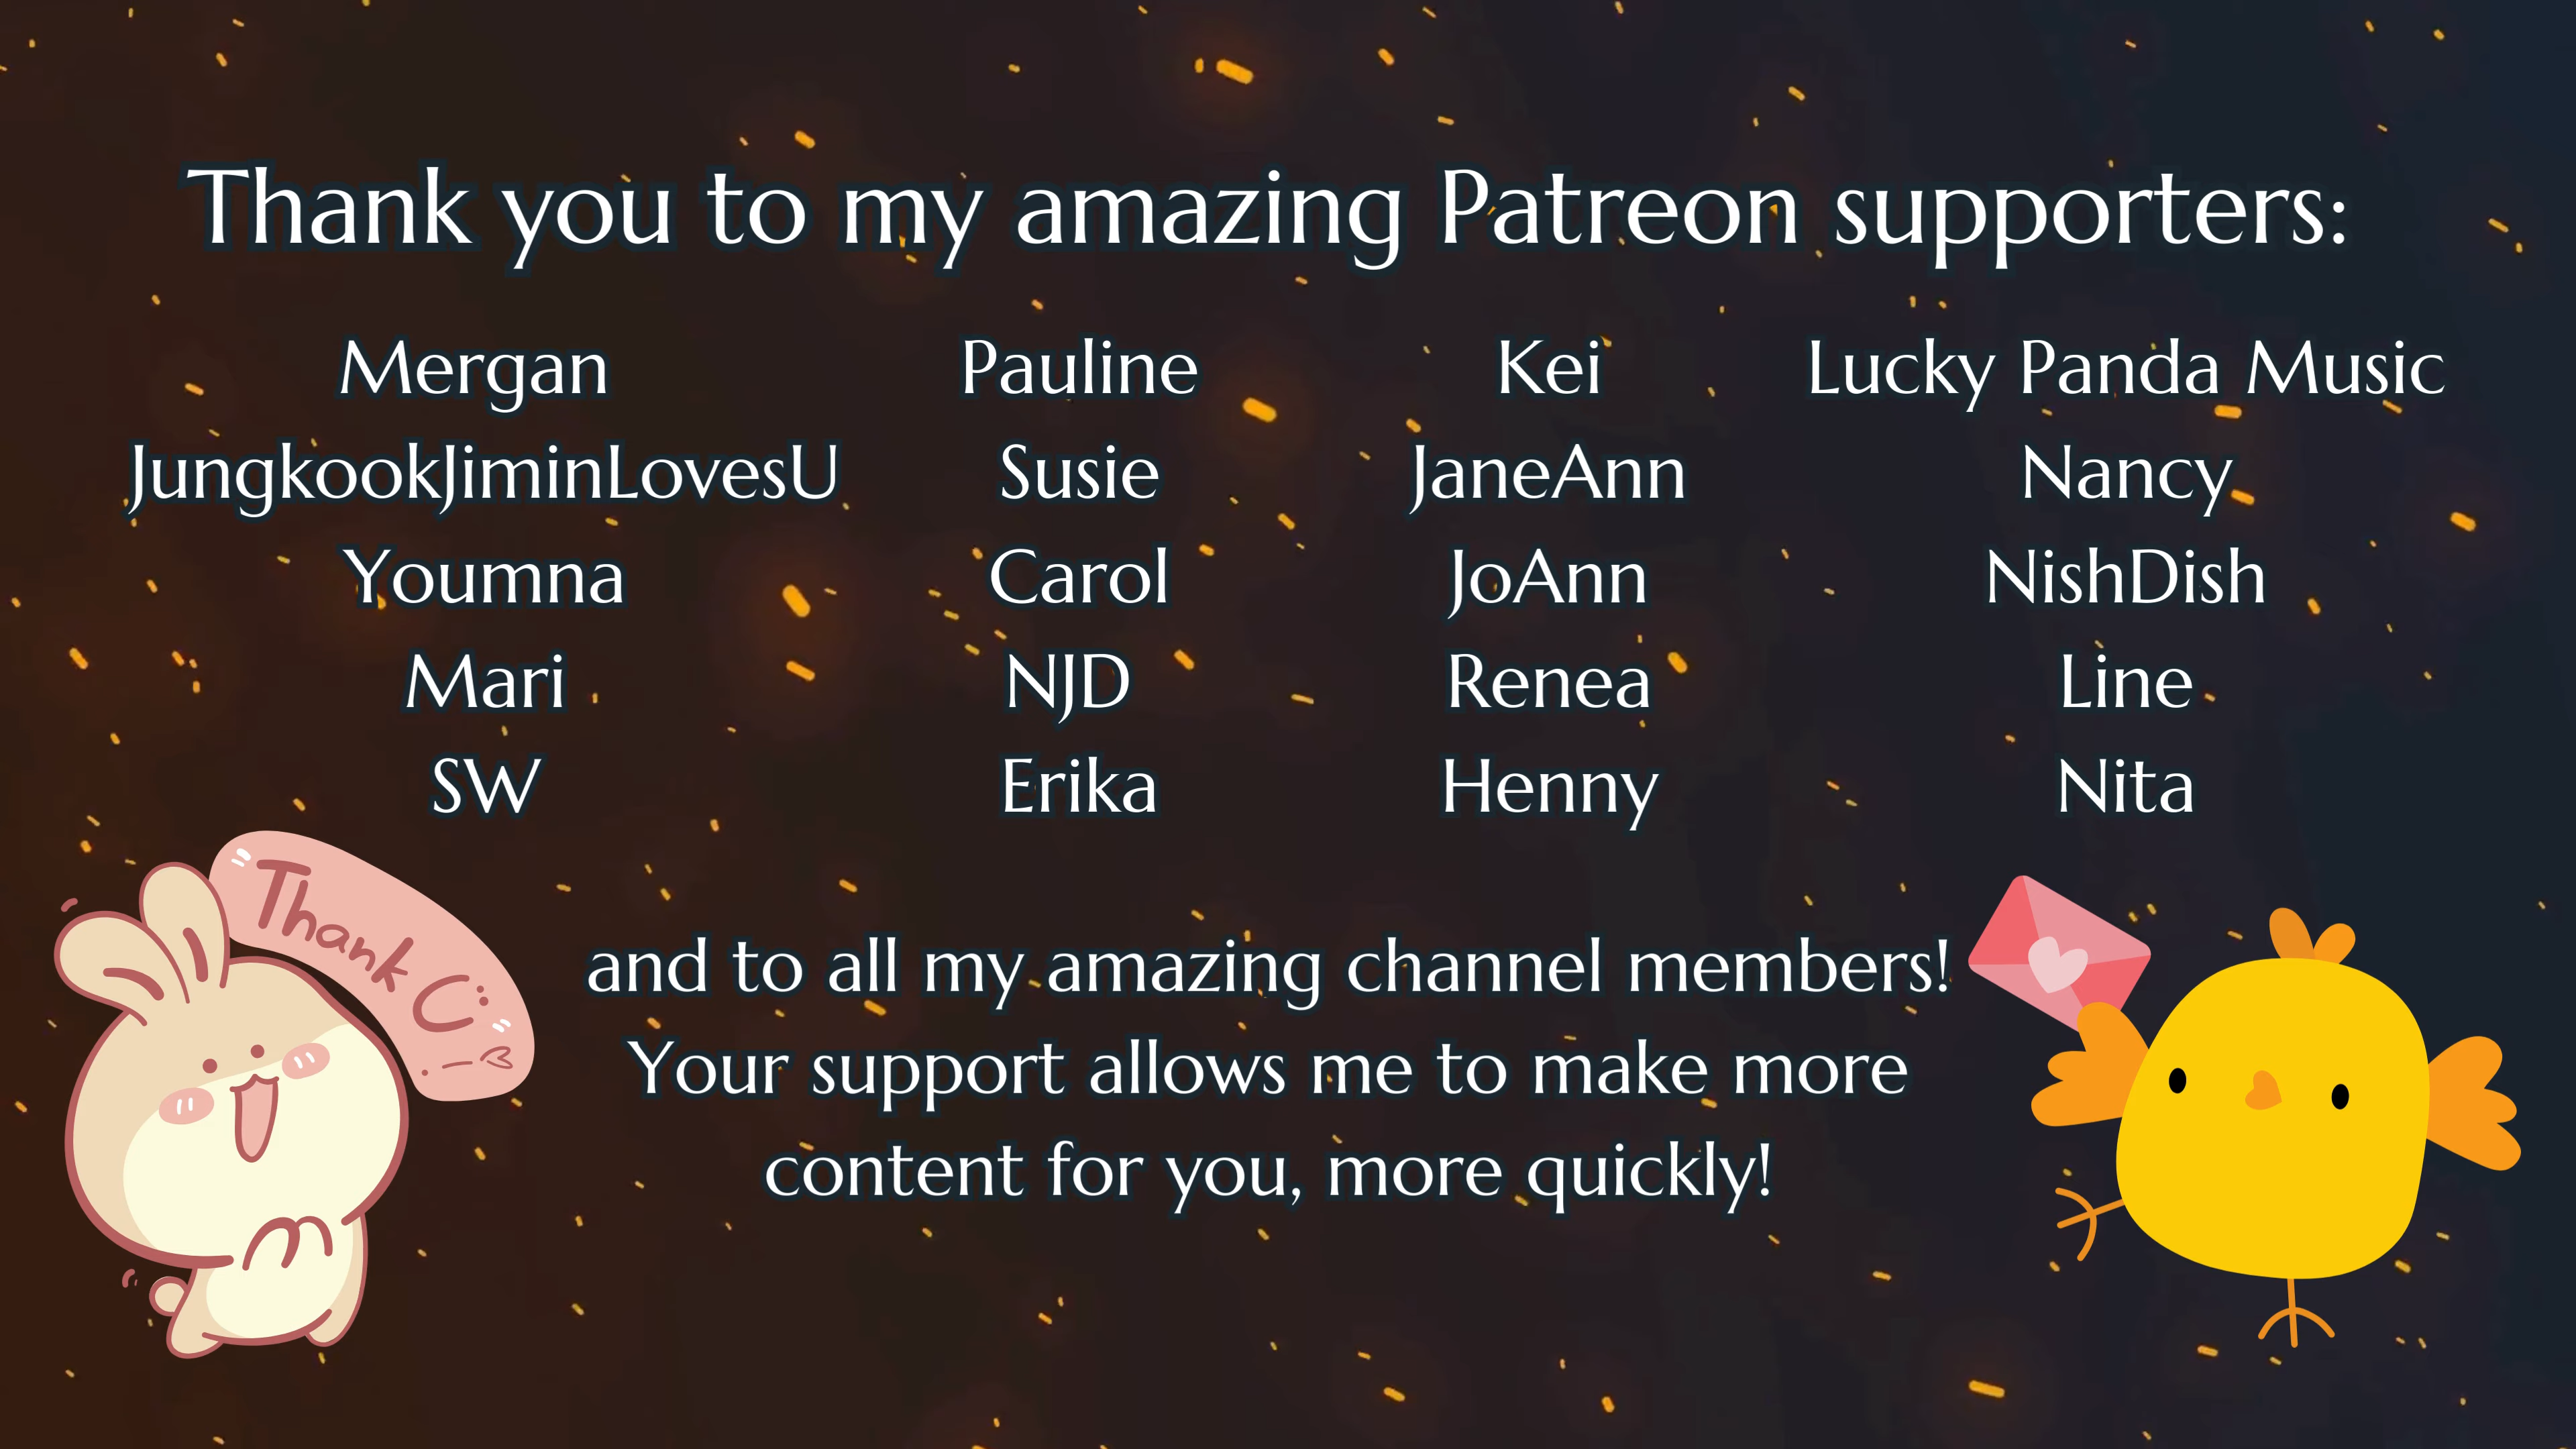 Thank you to my amazing Patreon supporters:
Mergan Pauline Kei Lucky Panda Music
JungkookJiminLovesU Susie JaneAnn Nancy
Youmna Carol JoAnn NishDish
Mari NJD Renea Line
SW Erika Henny Nita
Thank U
and to all my amazing channel members!
Your support allows me to make more
content for you, more quickly!